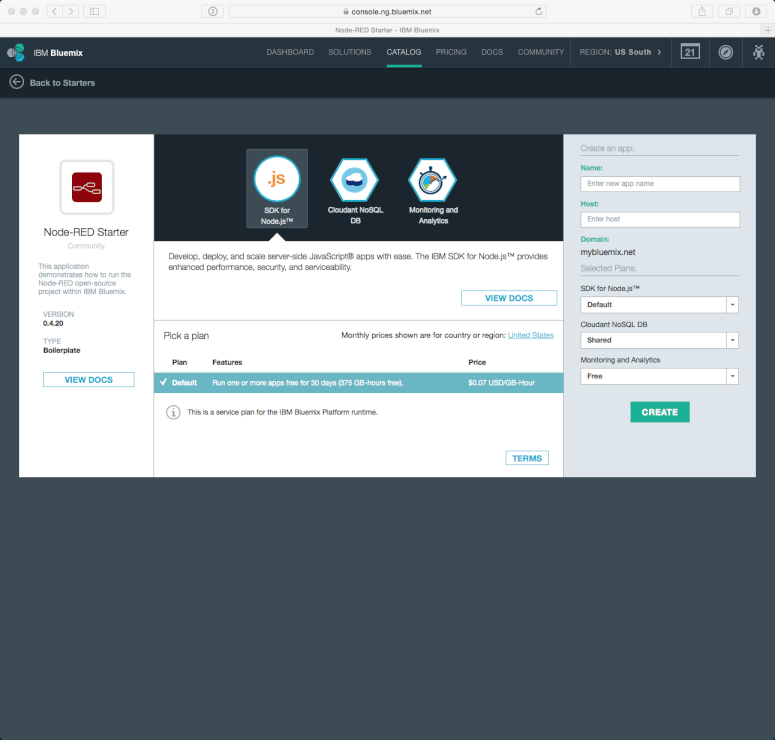 console.ng.bluemix.net
Node-RED Starter - IBM Bluemix
IBM Bluemix
DASHBOARD
SOLUTIONS
CATALOG
PRICING
DOCS
COMMUNITY
REGION: US South
21
Back to Starters
Node-RED Starter
Community
This application
demonstrates how to run the
Node-RED open-source
project within IBM Bluemix.
VERSION
0.4.20
TYPE
Boilerplate
VIEW DOCS
.js
SDK for
Node.js™
Cloudant NoSQL
DB
Monitoring and
Analytics
Develop, deploy, and scale server-side JavaScript® apps with ease. The IBM SDK for Node.js™ provides
enhanced performance, security, and serviceability.
VIEW DOCS
Pick a plan
Monthly prices shown are for country or region: United States
Plan Features Price
Default Run one or more apps free for 30 days (375 GB-hours free). $0.07 USD/GB-Hour
This is a service plan for the IBM Bluemix Platform runtime.
TERMS
Create an app:
Name:
Enter new app name
Host:
Enter host
Domain:
mybluemix.net
Selected Plans:
SDK for Node.js™
Default
Cloudant NoSQL DB
Shared
Monitoring and Analytics
Free
CREATE